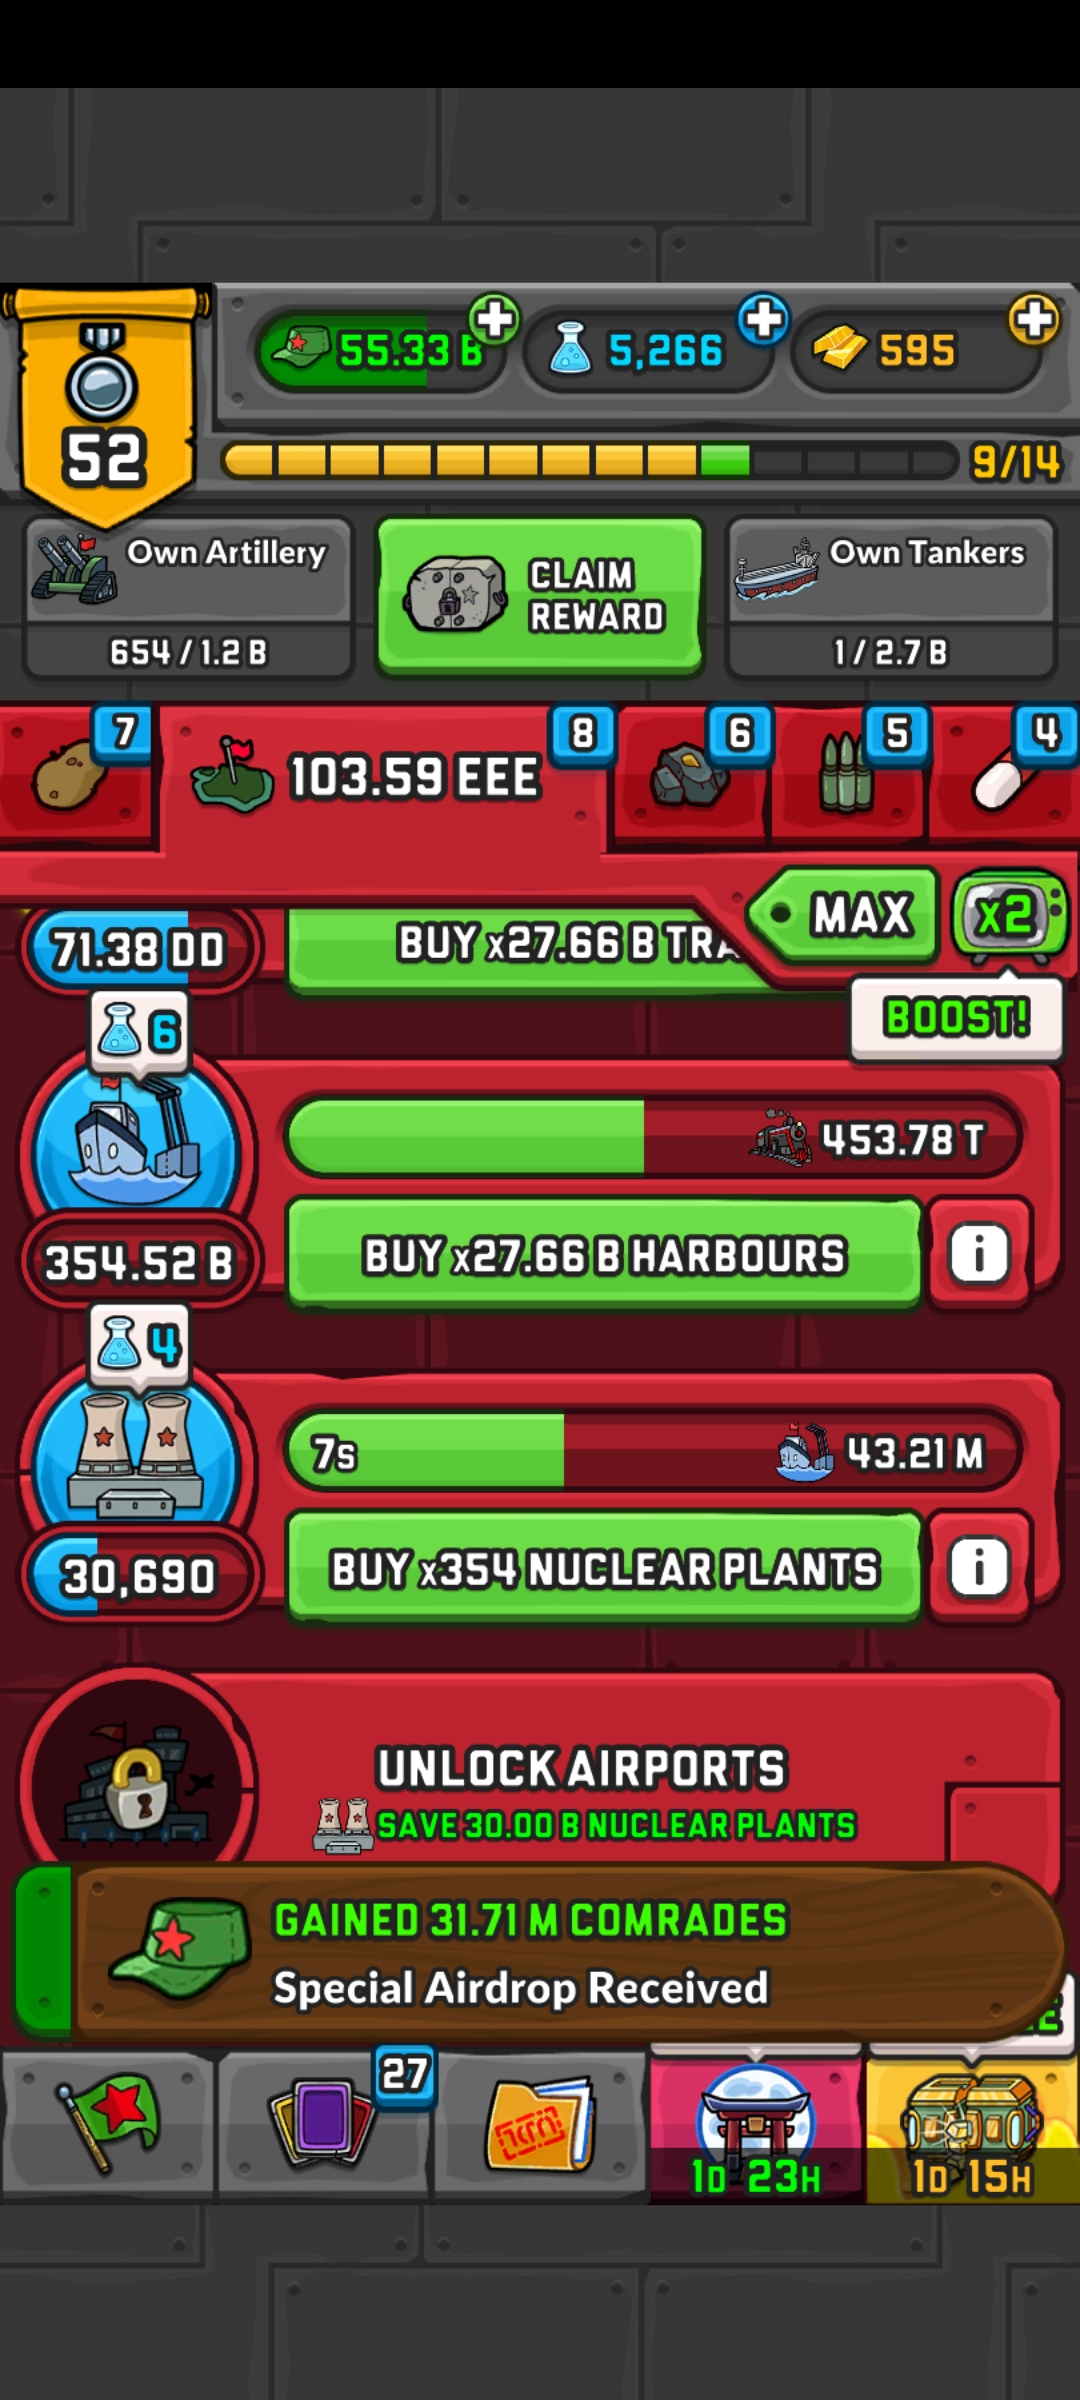 55.33 B
5,266
595
52
9/14
Own Artillery
654 / 1.2 B
CLAIM
REWARD
Own Tankers
1 / 2.7 B
7
103.59 EEE
8
6
5
4
MAX
x2
71.38 DD
BUY x27.66 B TRA
BOOST!
6
453.78 T
354.52 B
BUY x27.66 B HARBOURS
i
4
7s
43.21 M
30,690
BUY x354 NUCLEAR PLANTS
i
UNLOCK AIRPORTS
SAVE 30.00 B NUCLEAR PLANTS
GAINED 31.71 M COMRADES
Special Airdrop Received
27
1D 23H
1D 15H